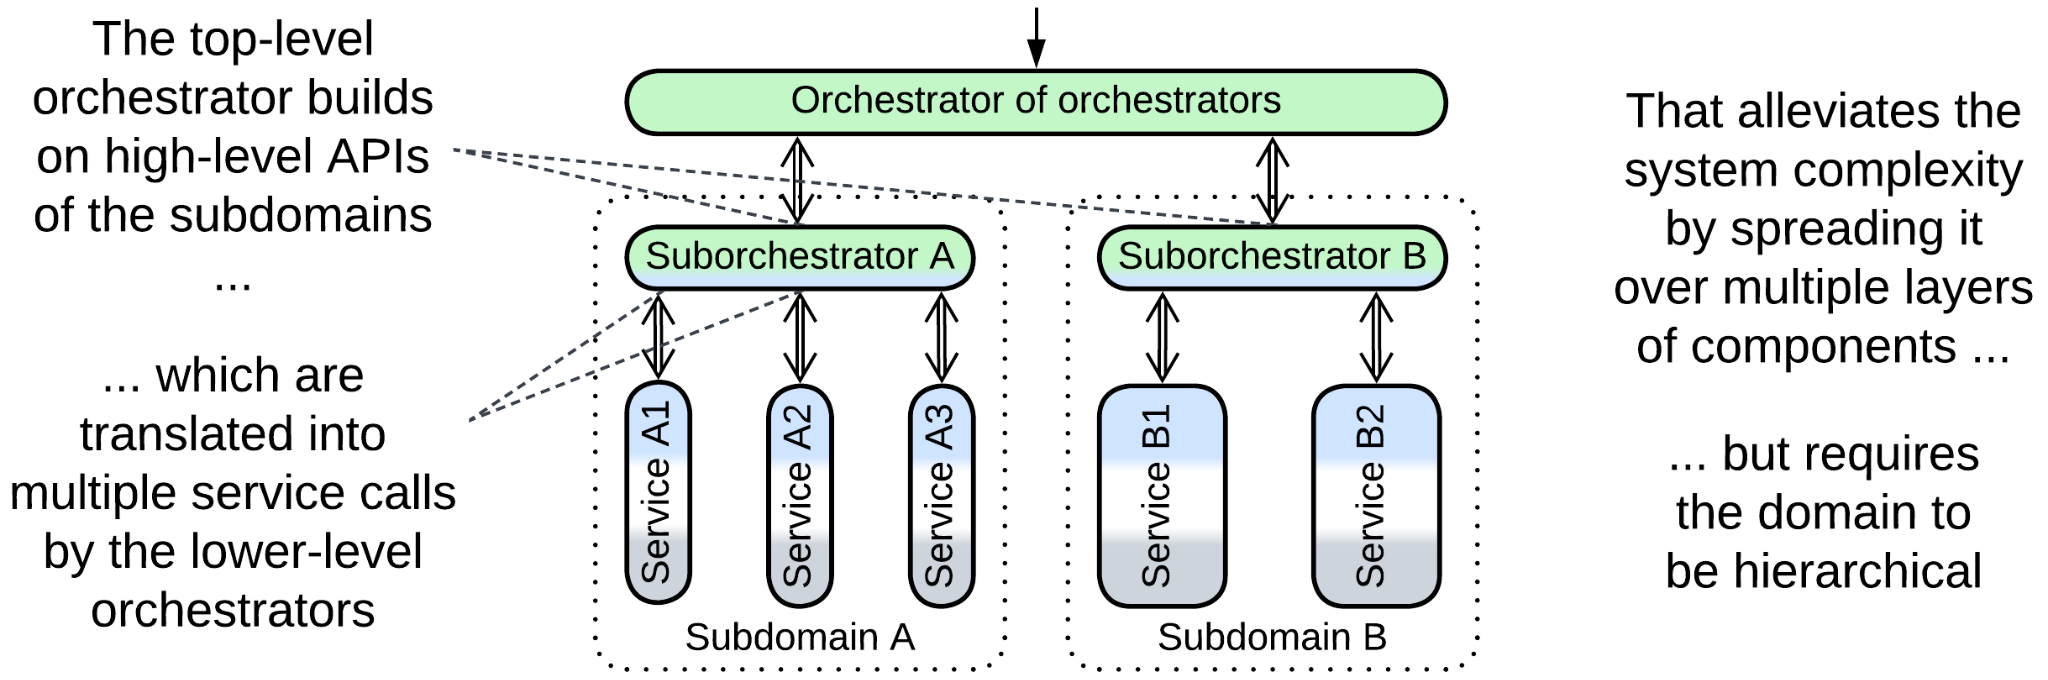 The top-level
orchestrator builds
on high-level APIs
of the subdomains
...
... which are
translated into
multiple service calls
by the lower-level
orchestrators
Orchestrator of orchestrators
Suborchestrator A
Suborchestrator B
Service A1
Service A2
Service A3
Service B1
Service B2
Subdomain A
Subdomain B
That alleviates the
system complexity
by spreading it
over multiple layers
of components ...
... but requires
the domain to
be hierarchical